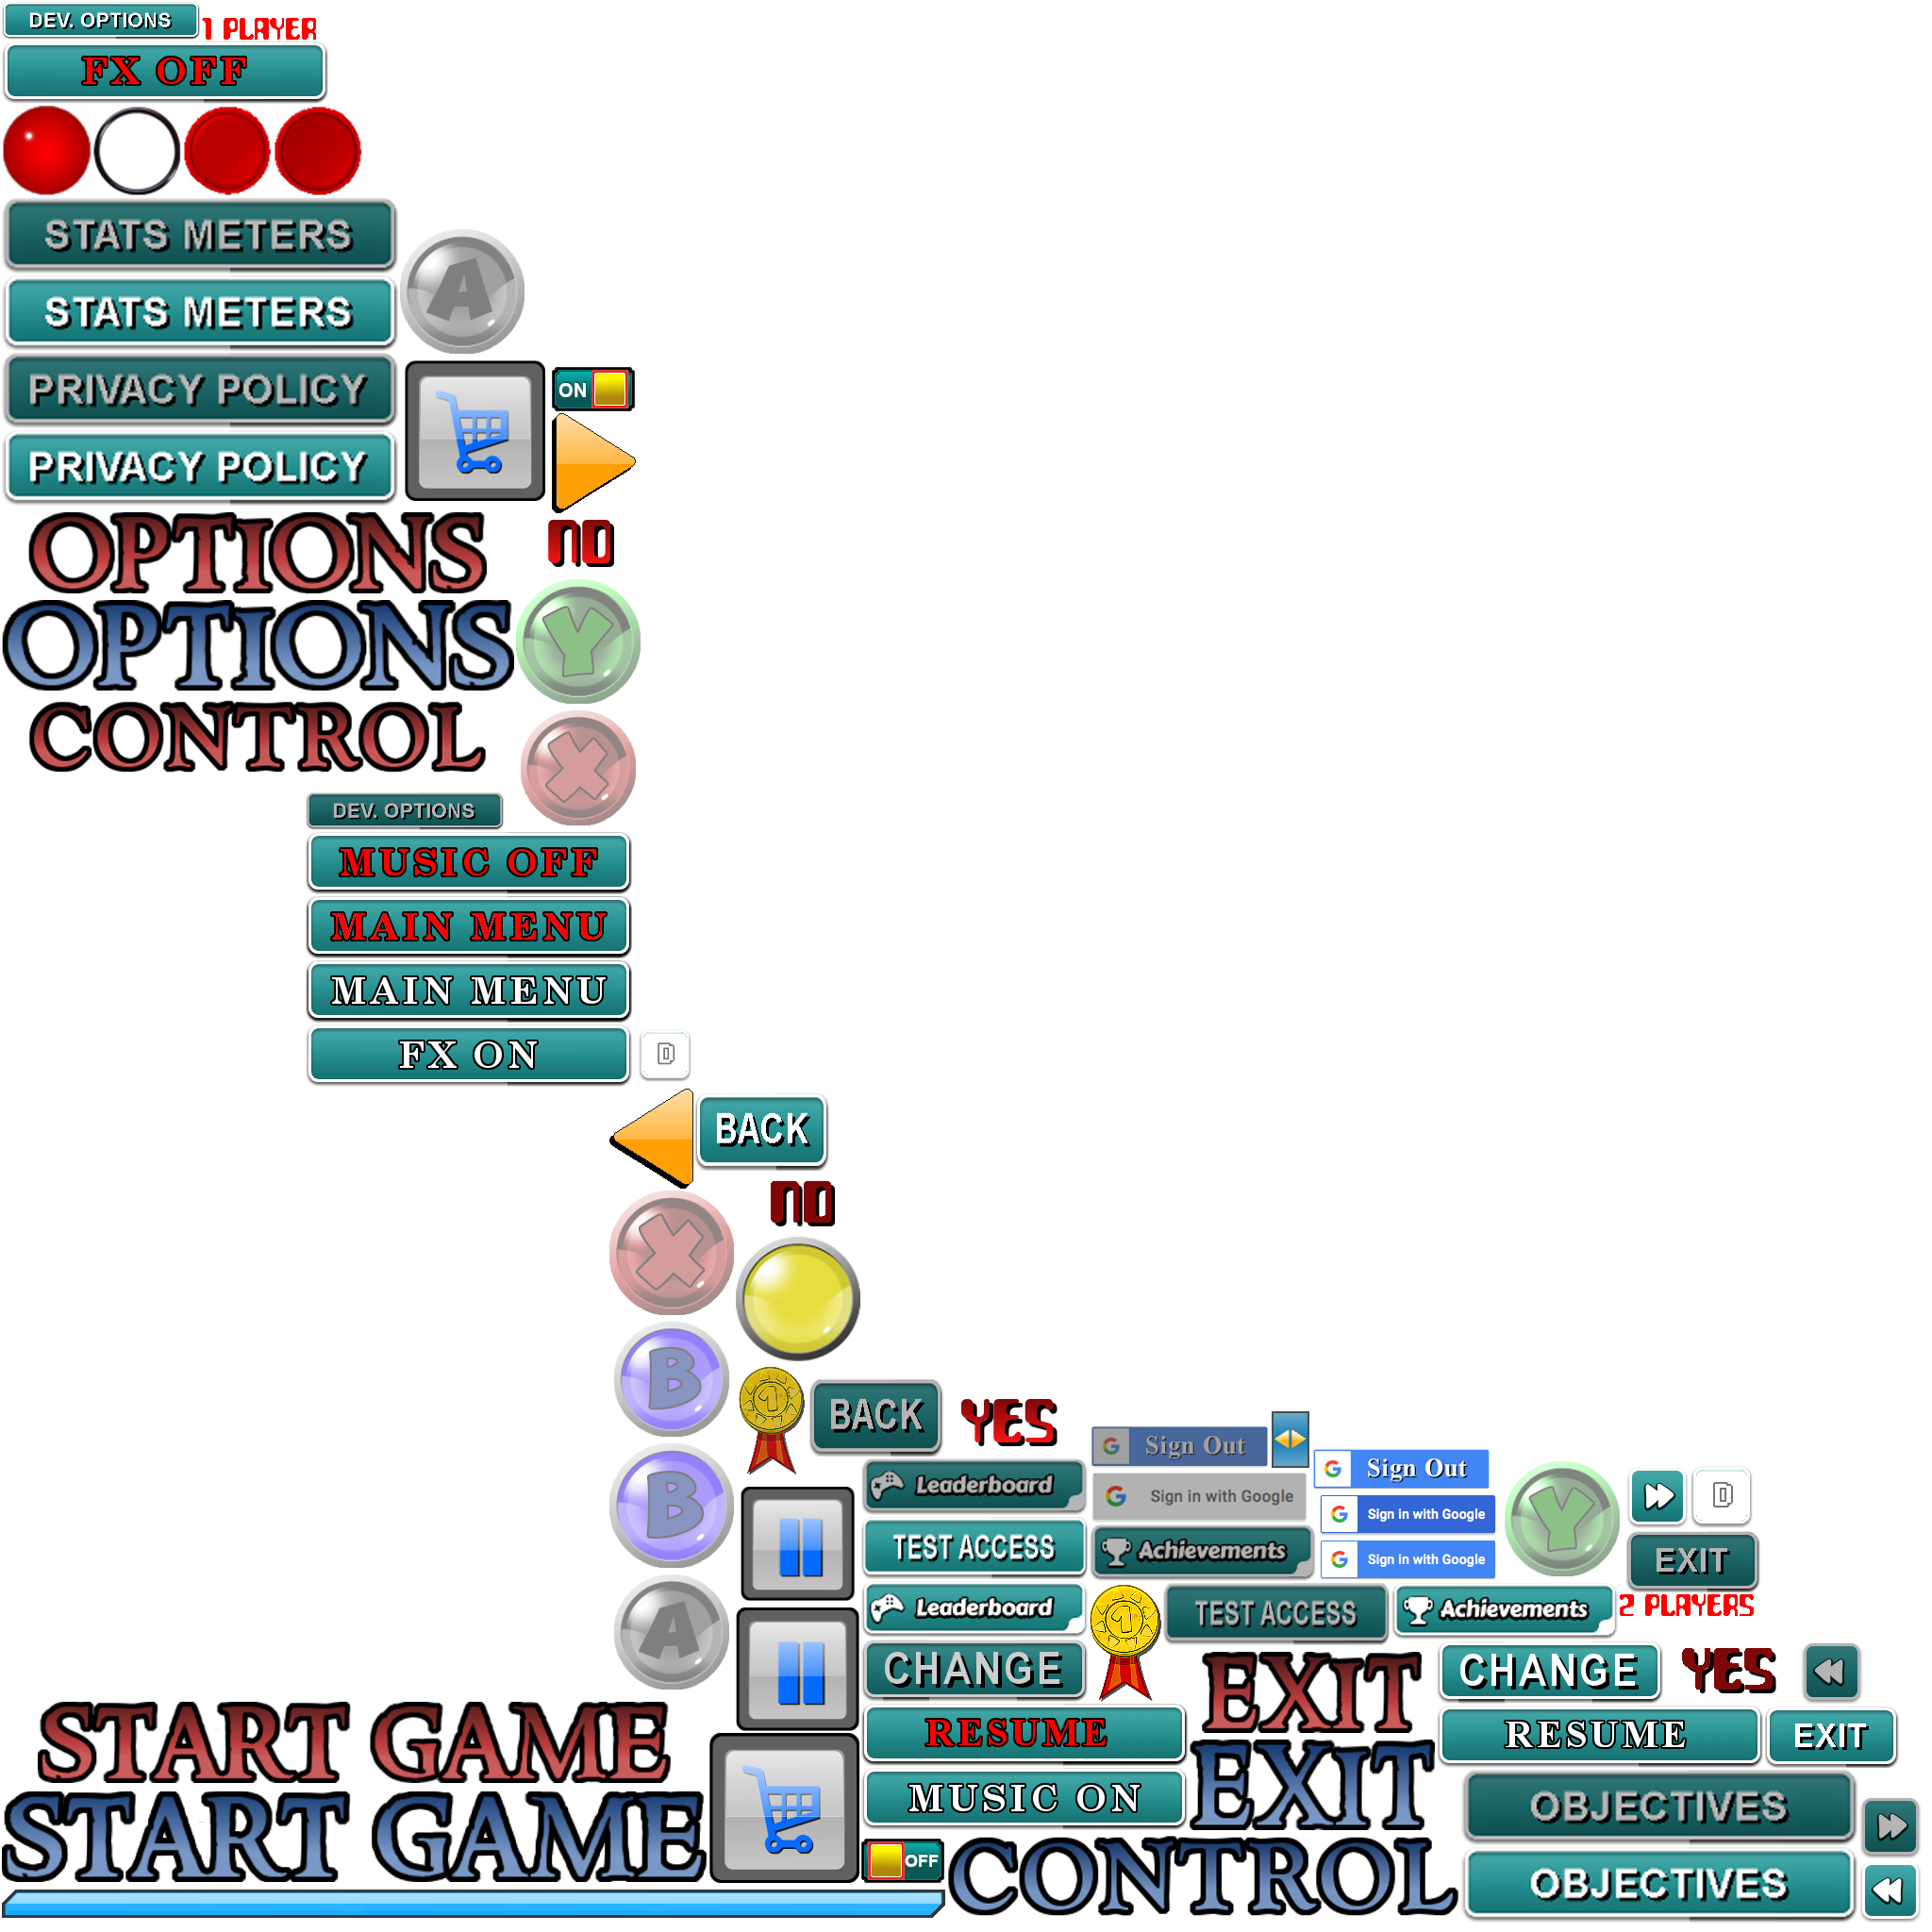 DEV. OPTIONS
1 PLAYER
FX OFF
STATS METERS
A
STATS METERS
PRIVACY POLICY
ON
PRIVACY POLICY
OPTIONS
NO
OPTIONS
Y
CONTROL
X
DEV. OPTIONS
MUSIC OFF
MAIN MENU
MAIN MENU
FX ON
D
BACK
NO
X
B
1
BACK
YES
Sign Out
Sign Out
Leaderboard
Sign in with Google
D
B
Sign in with Google
Y
TEST ACCESS
Achievements
Sign in with Google
EXIT
Leaderboard
1
TEST ACCESS
Achievements
2 PLAYERS
A
CHANGE
EXIT
CHANGE
YES
START GAME
RESUME
RESUME
EXIT
START GAME
MUSIC ON
EXIT
OBJECTIVES
OFF
CONTROL
OBJECTIVES